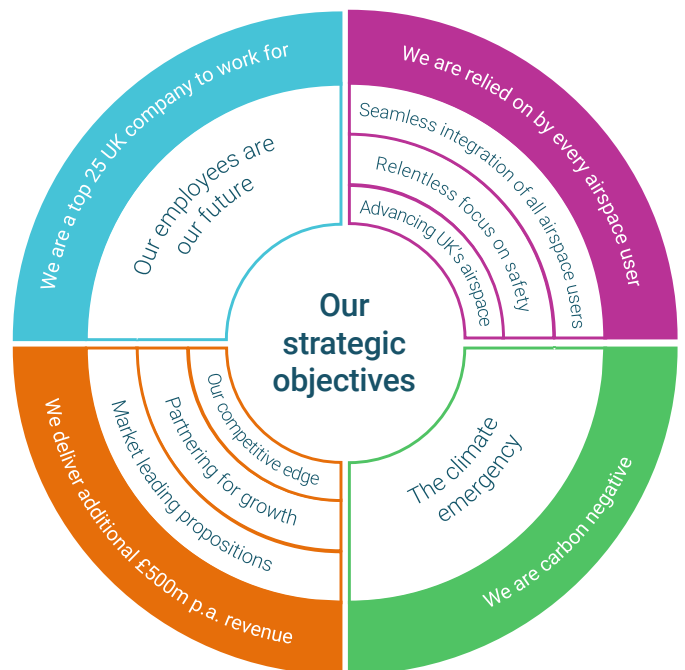 We are a top 25 UK company to work for
Our employees are
our future
We are relied on by every airspace user
Seamless integration of all airspace users
Relentless focus on safety
Advancing UK's airspace
Our
strategic
objectives
We deliver additional £500m p.a. revenue
Market leading propositions
Partnering for growth
Our competitive edge
The climate
emergency
We are carbon negative